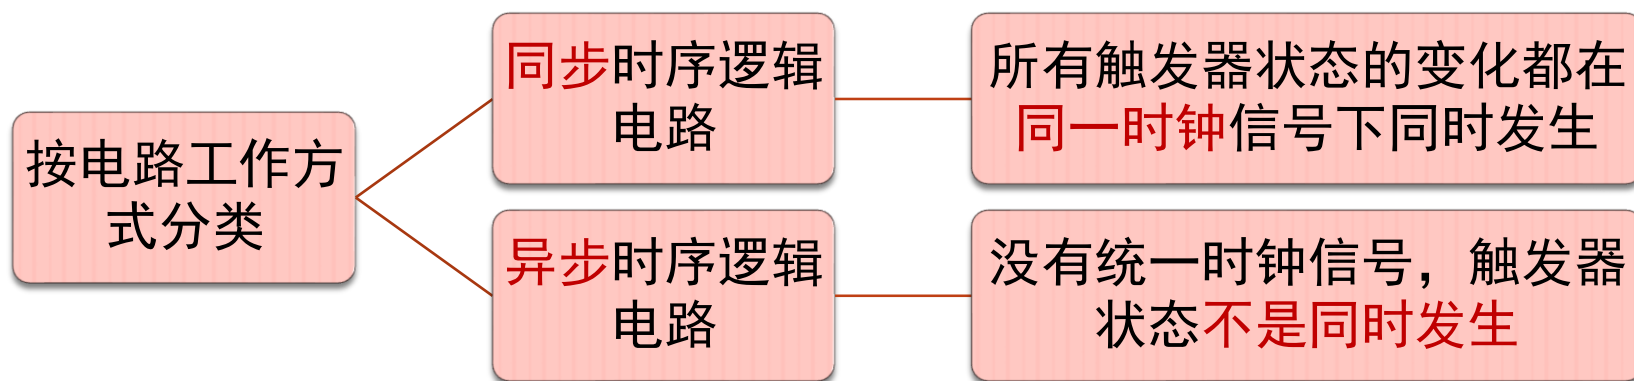 按电路工作方
式分类
同步时序逻辑
电路
所有触发器状态的变化都在
同一时钟信号下同时发生
异步时序逻辑
电路
没有统一时钟信号，触发器
状态不是同时发生